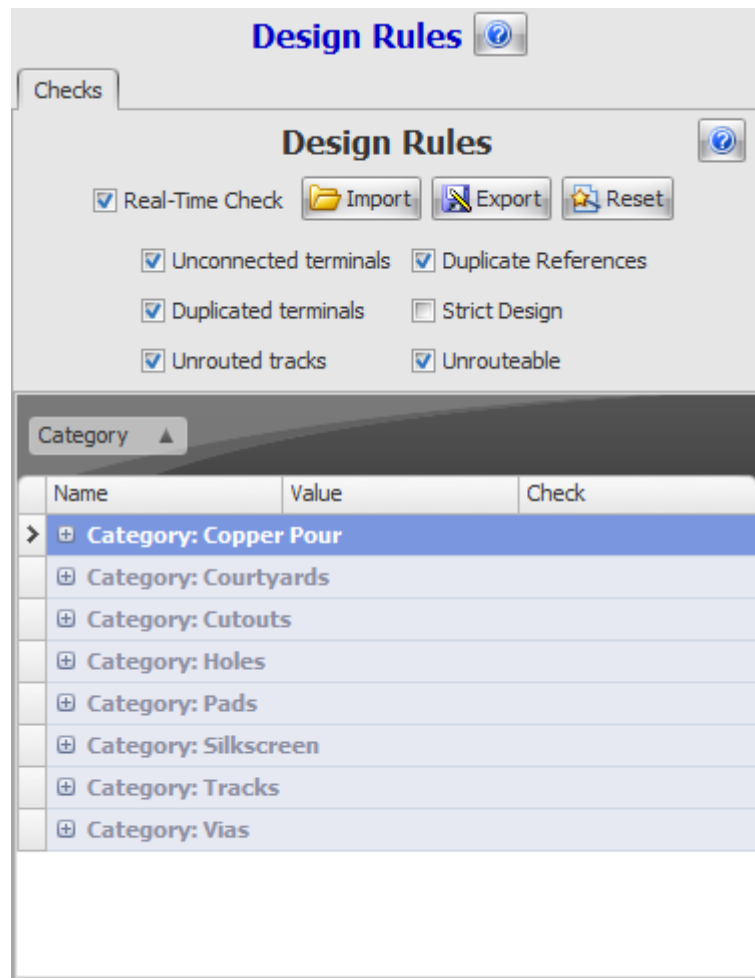 Design Rules
Checks
Design Rules
Real-Time Check Import Export Reset
Unconnected terminals Duplicate References
Duplicated terminals Strict Design
Unrouted tracks Unrouteable
Category
Name Value Check
Category: Copper Pour
Category: Courtyards
Category: Cutouts
Category: Holes
Category: Pads
Category: Silkscreen
Category: Tracks
Category: Vias